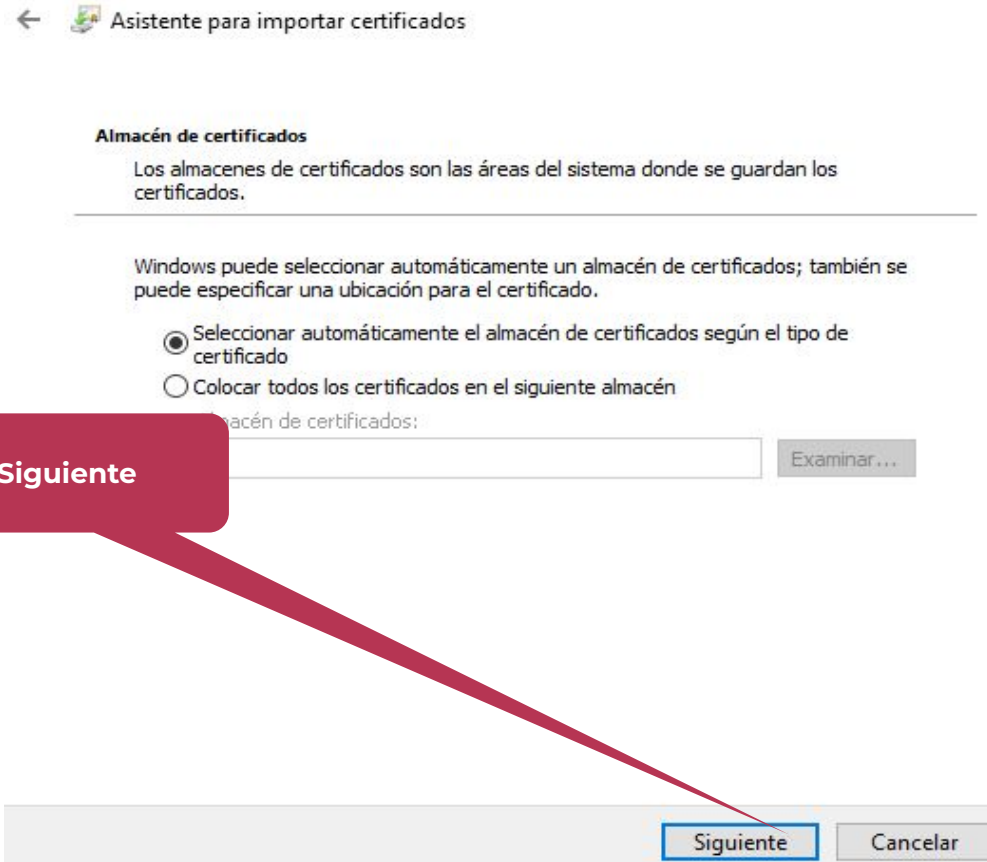 Asistente para importar certificados
Almacén de certificados
Los almacenes de certificados son las áreas del sistema donde se guardan los
certificados.
Windows puede seleccionar automáticamente un almacén de certificados; también se
puede especificar una ubicación para el certificado.
Seleccionar automáticamente el almacén de certificados según el tipo de
certificado
Colocar todos los certificados en el siguiente almacén
de certificados:
Siguiente
Examinar...
Siguiente
Cancelar